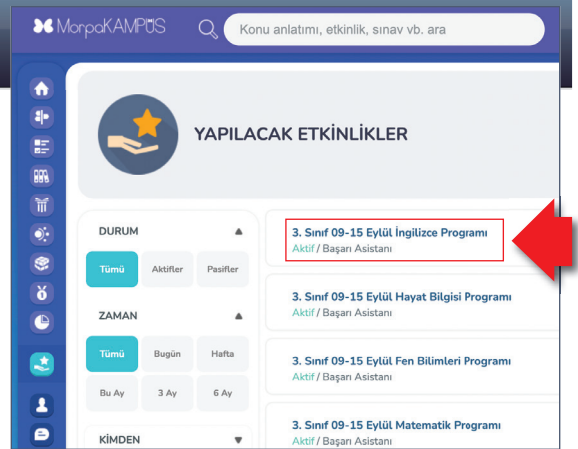 MorpaKAMPÜS
Konu anlatımı, etkinlik, sınav vb. ara
YAPILACAK ETKİNLİKLER
DURUM
Tümü
Aktifler
Pasifler
ZAMAN
Tümü
Bugün
Hafta
Bu Ay
3 Ay
6 Ay
KİMDEN
3. Sınıf 09-15 Eylül İngilizce Programı
Aktif / Başarı Asistanı
3. Sınıf 09-15 Eylül Hayat Bilgisi Programı
Aktif / Başarı Asistanı
3. Sınıf 09-15 Eylül Fen Bilimleri Programı
Aktif / Başarı Asistanı
3. Sınıf 09-15 Eylül Matematik Programı
Aktif / Başarı Asistanı